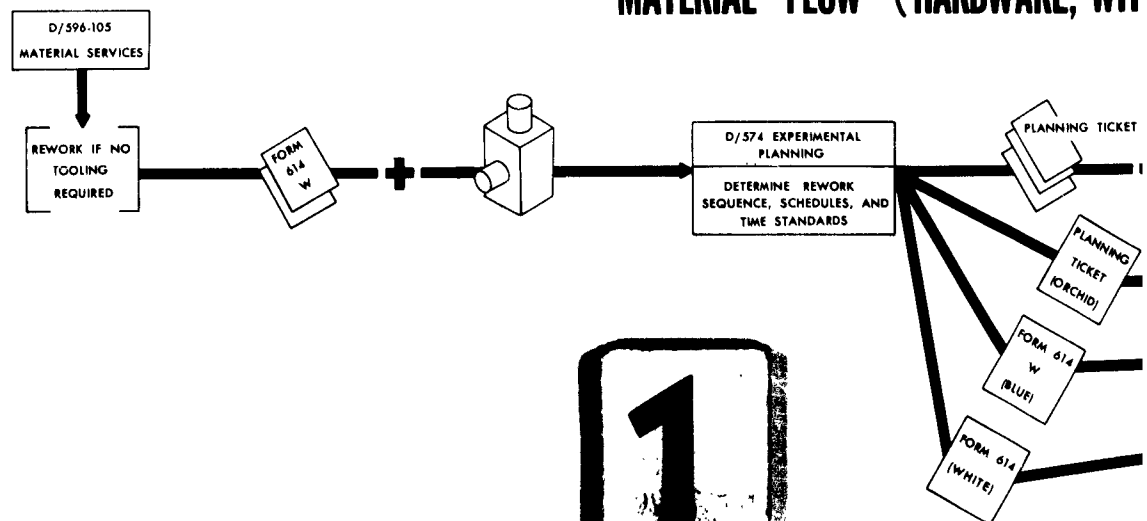 MATERIAL FLOW (HARDWARE,
D/596-105
MATERIAL SERVICES
REWORK IF NO
TOOLING
REQUIRED
FORM
614
W
D/574 EXPERIMENTAL
PLANNING
DETERMINE REWORK
SEQUENCE, SCHEDULES, AND
TIME STANDARDS
PLANNING TICKET
PLANNING
TICKET
(ORCHID)
FORM 614
W
(BLUE)
FORM 614
(WHITE)
1